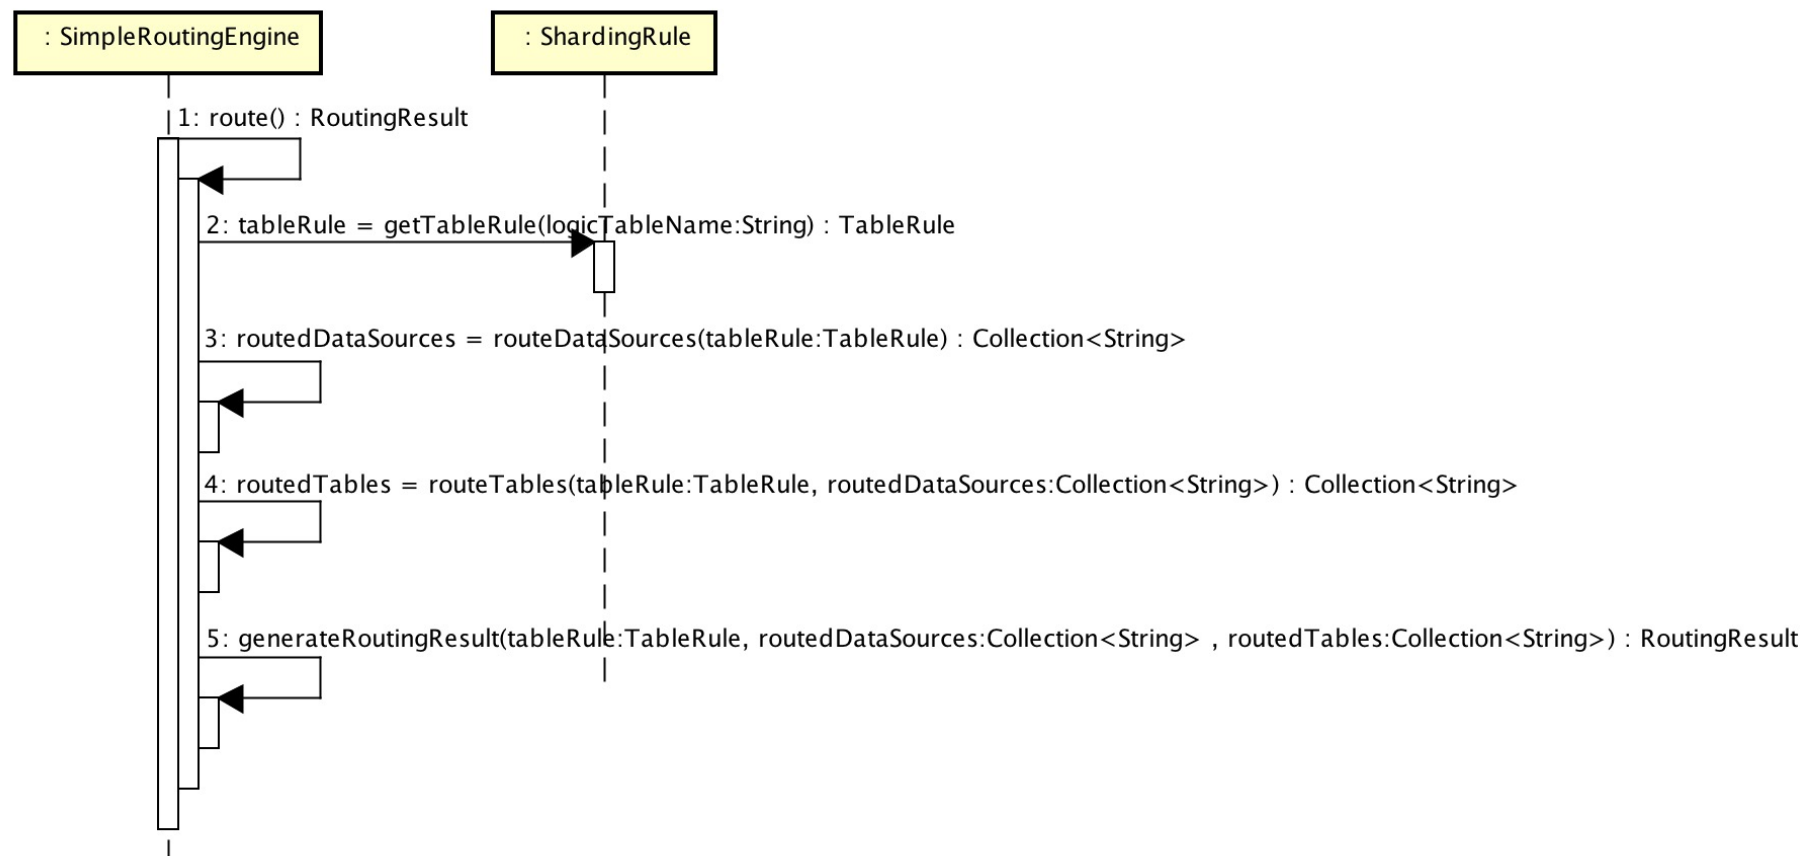 : SimpleRoutingEngine
: ShardingRule
1: route() : RoutingResult
2: tableRule = getTableRule(logicTableName:String) : TableRule
3: routedDataSources = routeDataSources(tableRule:TableRule) : Collection<String>
4: routedTables = routeTables(tableRule:TableRule, routedDataSources:Collection<String>) : Collection<String>
5: generateRoutingResult(tableRule:TableRule, routedDataSources:Collection<String> , routedTables:Collection<String>) : RoutingResult